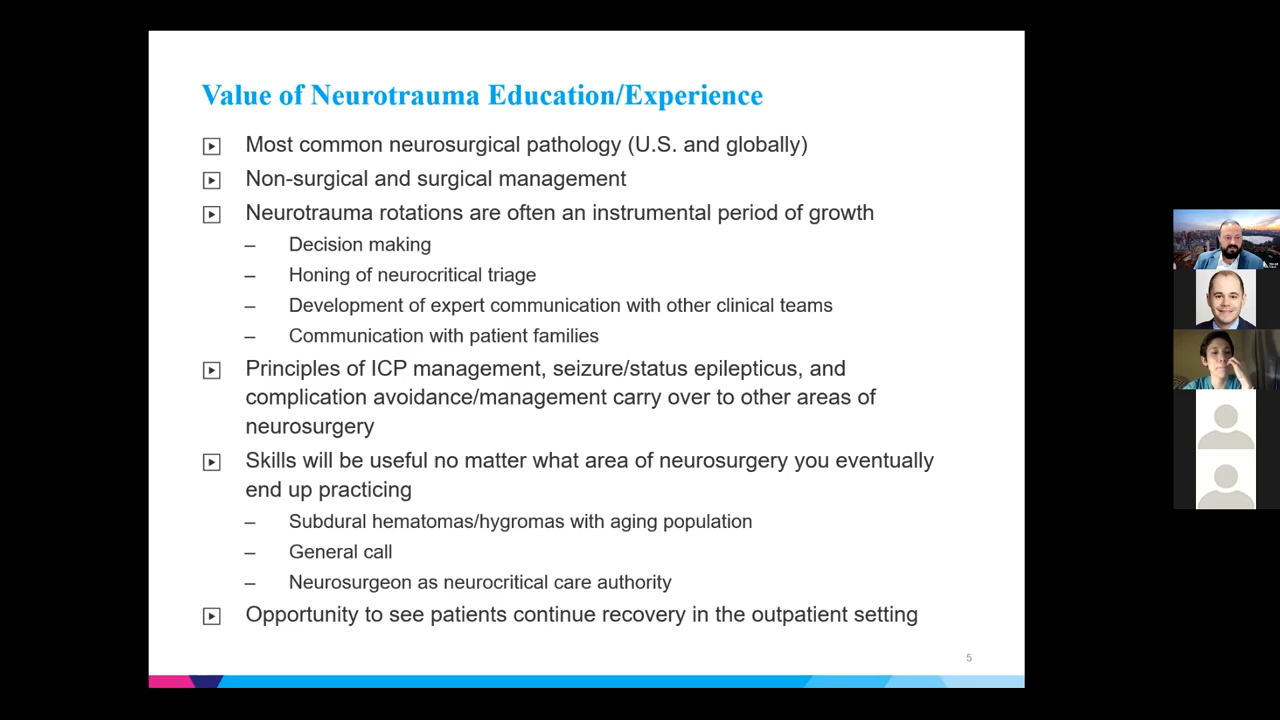 Value of Neurotrauma Education/Experience
Most common neurosurgical pathology (U.S. and globally)
Non-surgical and surgical management
Neurotrauma rotations are often an instrumental period of growth
– Decision making
– Honing of neurocritical triage
– Development of expert communication with other clinical teams
– Communication with patient families
Principles of ICP management, seizure/status epilepticus, and
complication avoidance/management carry over to other areas of
neurosurgery
Skills will be useful no matter what area of neurosurgery you eventually
end up practicing
– Subdural hematomas/hygromas with aging population
– General call
– Neurosurgeon as neurocritical care authority
Opportunity to see patients continue recovery in the outpatient setting
5